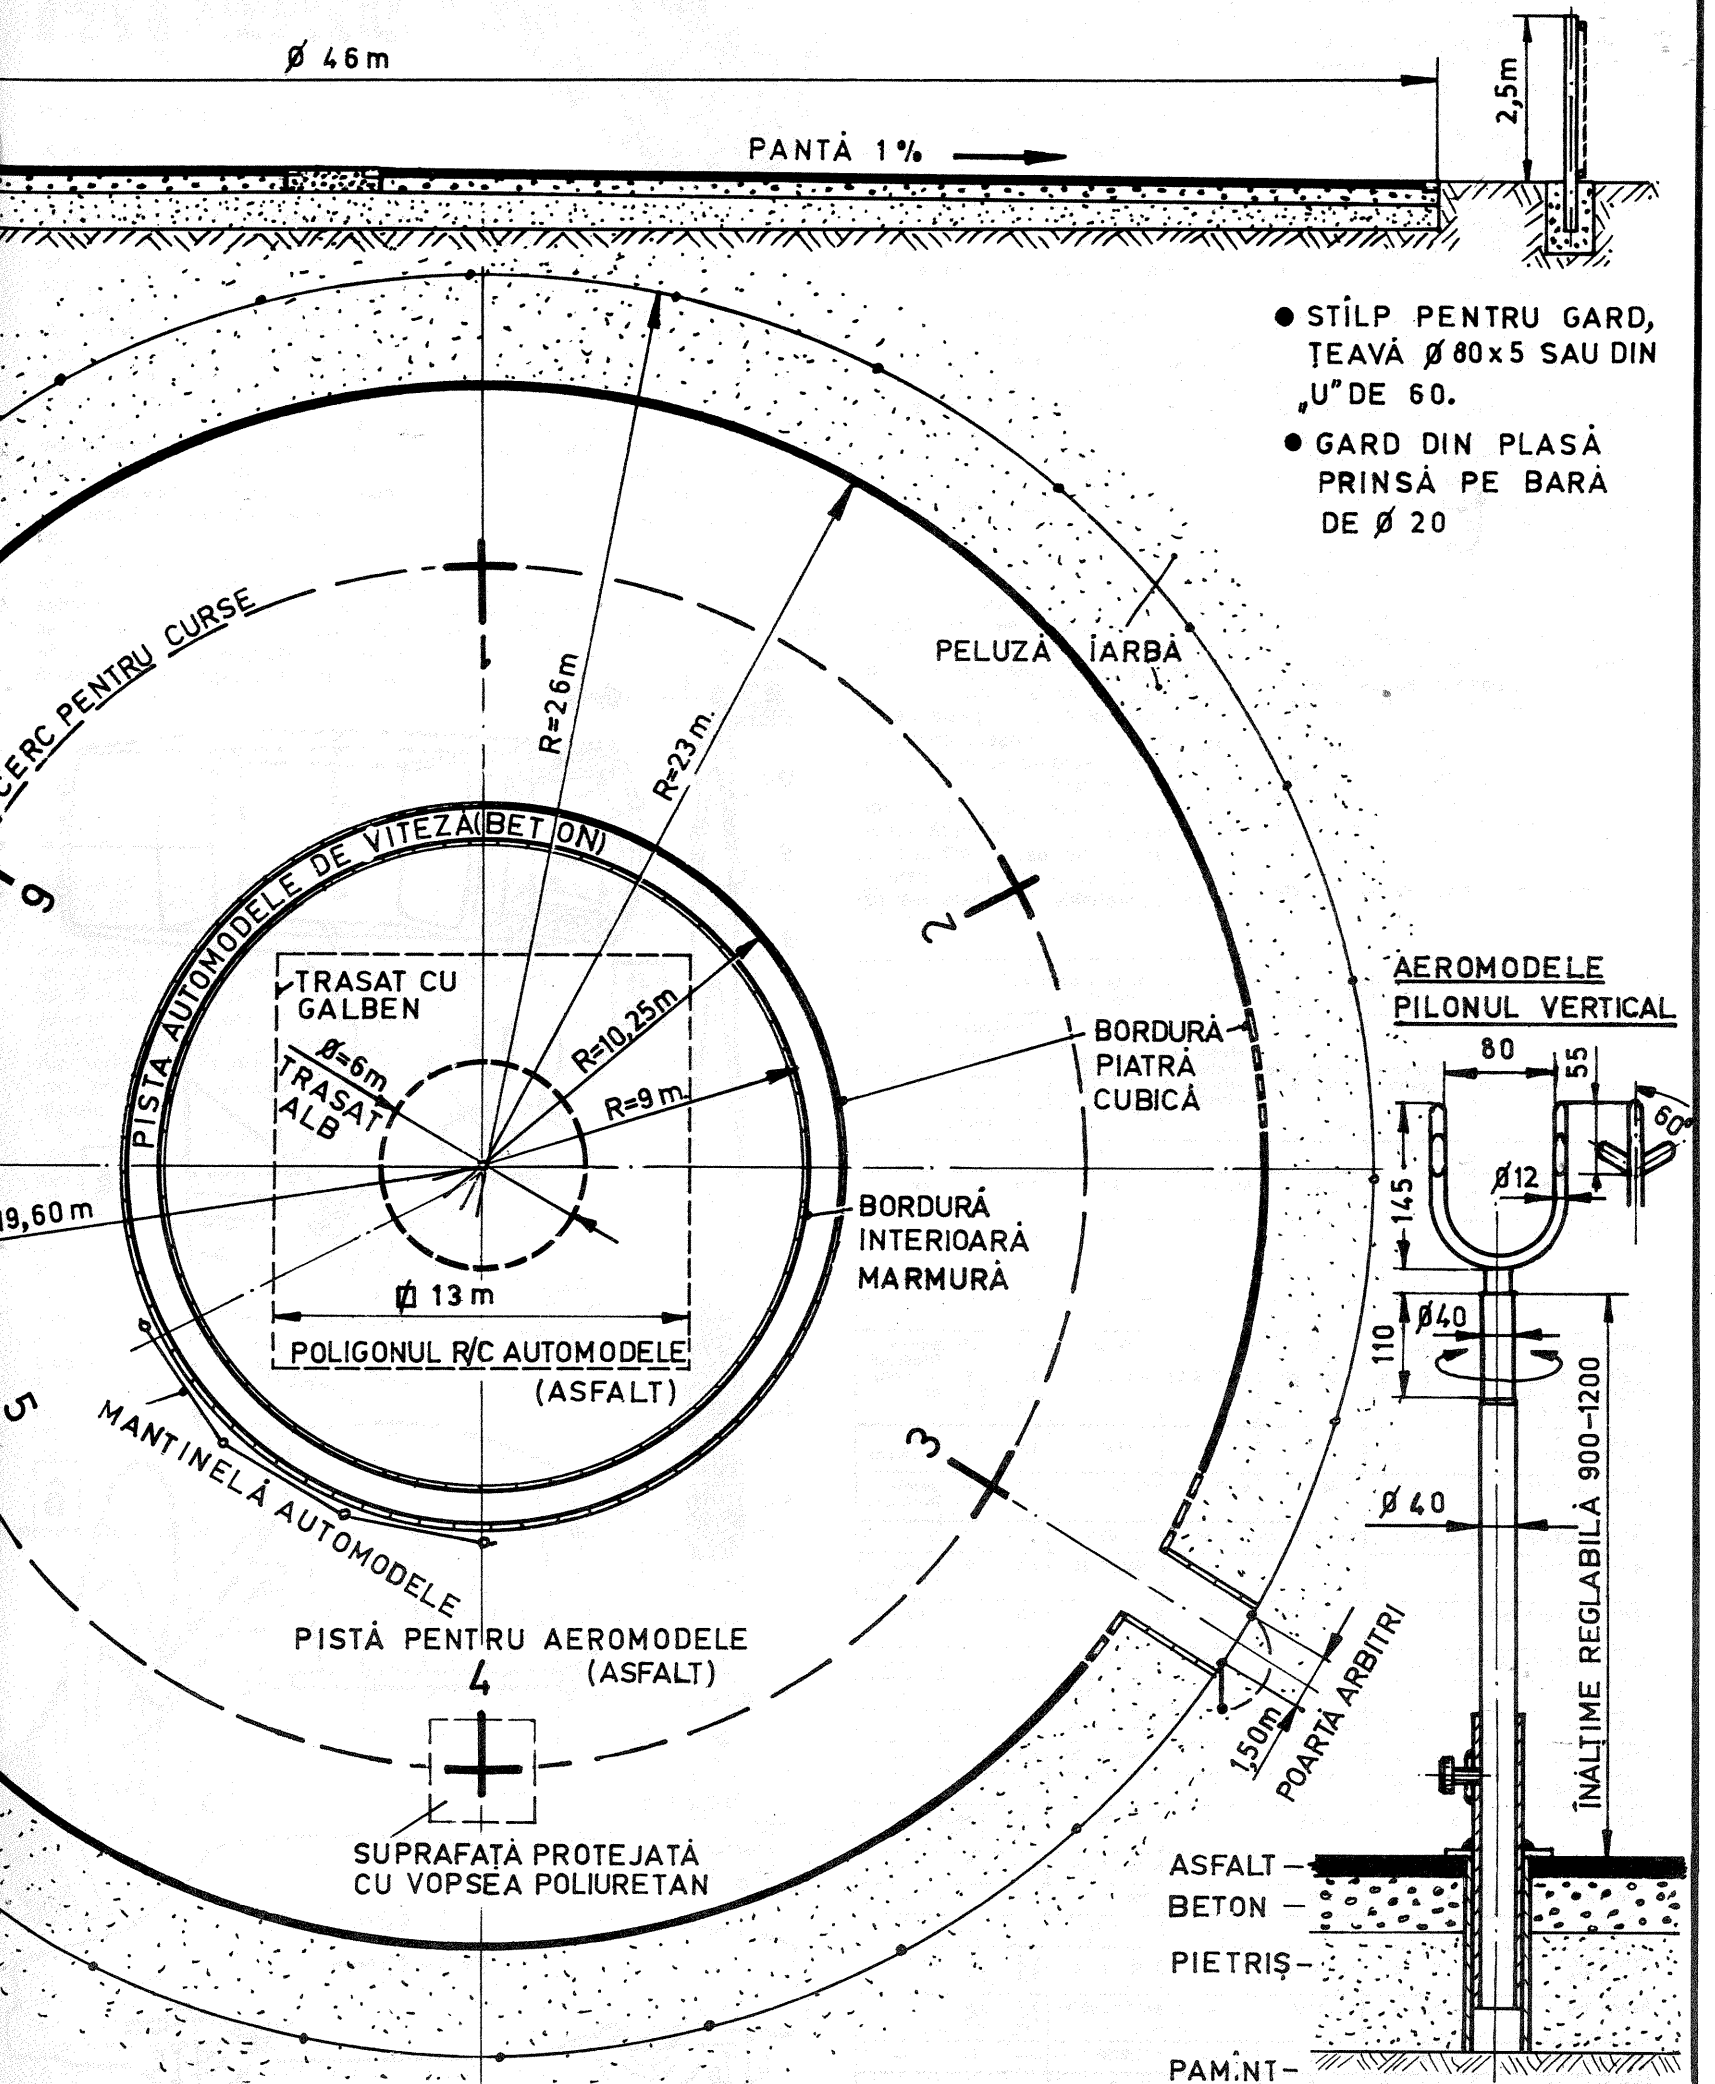 Ø 46m
2,5m
PANTĂ 1%
● STÎLP PENTRU GARD,
ȚEAVĂ Ø 80x5 SAU DIN
„U” DE 60.
● GARD DIN PLASĂ
PRINSĂ PE BARĂ
DE Ø 20
CERC PENTRU CURSE
1
R=26m
R=23m.
PELUZĂ IARBĂ
PISTA AUTOMODELE DE VITEZĂ(BETON)
6
2
TRASAT CU
GALBEN
Ø=6m
TRASAT
ALB
R=10,25m
R=9m.
BORDURĂ
PIATRĂ
CUBICĂ
AEROMODELE
PILONUL VERTICAL
80
55
60°
Ø12
145
19,60m
BORDURĂ
INTERIOARĂ
MARMURĂ
13m
POLIGONUL R/C AUTOMODELE
(ASFALT)
Ø40
110
5
MANTINELĂ AUTOMODELE
3
Ø 40
ÎNĂLȚIME REGLABILĂ 900-1200
PISTĂ PENTRU AEROMODELE
(ASFALT)
4
1,50m
POARTĂ ARBITRI
SUPRAFAȚĂ PROTEJATĂ
CU VOPSEA POLIURETAN
ASFALT
BETON
PIETRIȘ
PAMÎNT